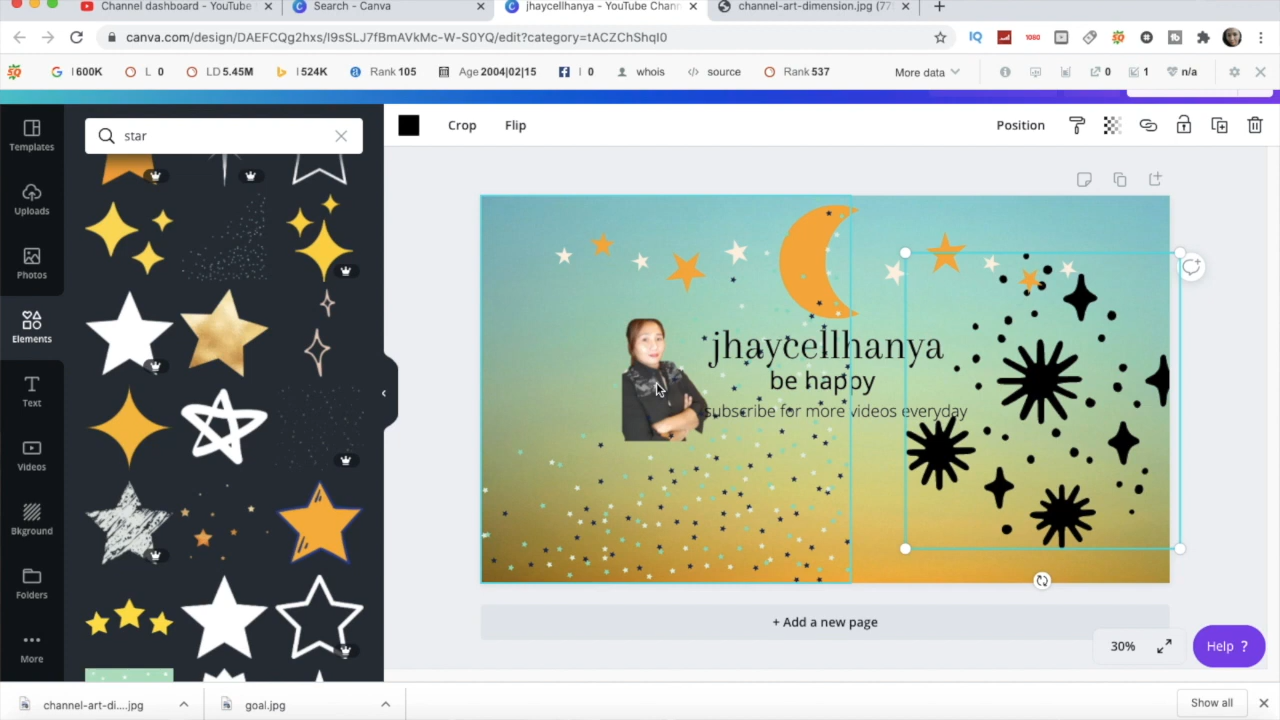 Channel dashboard - YouTube
Search - Canva
jhaycellhanya - YouTube Chann
channel-art-dimension.jpg (77
canva.com/design/DAEFCQg2hxs/l9sSLJ7fBmAVkMc-W-S0YQ/edit?category=tACZChShqI0
IQ
1080
I 600K
L 0
LD 5.45M
I 524K
Rank 105
Age 2004|02|15
I 0
whois
source
Rank 537
More data
0
1
n/a
Templates
Uploads
Photos
Elements
Text
Videos
Bkground
Folders
More
star
Crop
Flip
Position
jhaycellhanya
be happy
subscribe for more videos everyday
+ Add a new page
30%
Help ?
channel-art-di....jpg
goal.jpg
Show all